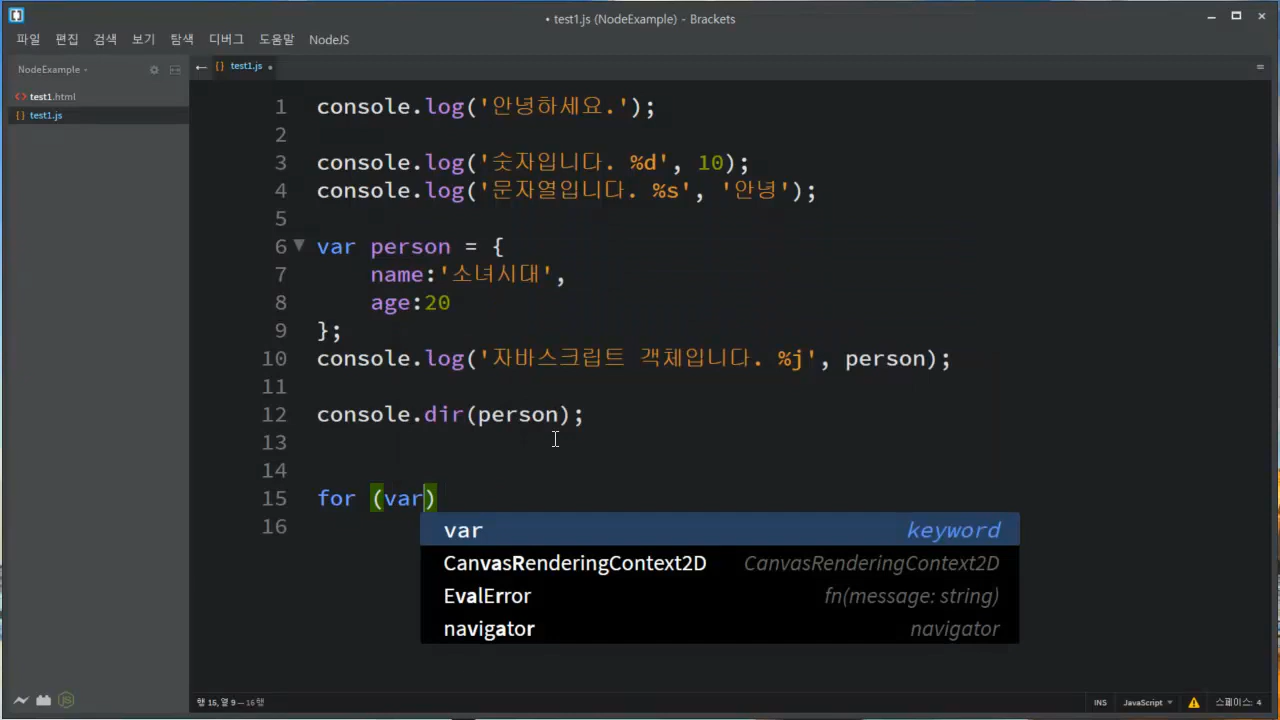 • test1.js (NodeExample) - Brackets
파일 편집 검색 보기 탐색 디버그 도움말 NodeJS
NodeExample
test1.html
test1.js
test1.js •
1 console.log('안녕하세요.');
2
3 console.log('숫자입니다. %d', 10);
4 console.log('문자열입니다. %s', '안녕');
5
6 var person = {
7 name:'소녀시대',
8 age:20
9 };
10 console.log('자바스크립트 객체입니다. %j', person);
11
12 console.dir(person);
13
14
15 for (var)
16
var keyword
CanvasRenderingContext2D CanvasRenderingContext2D
EvalError fn(message: string)
navigator navigator
행 15, 열 9 — 16 행 INS JavaScript 스페이스: 4